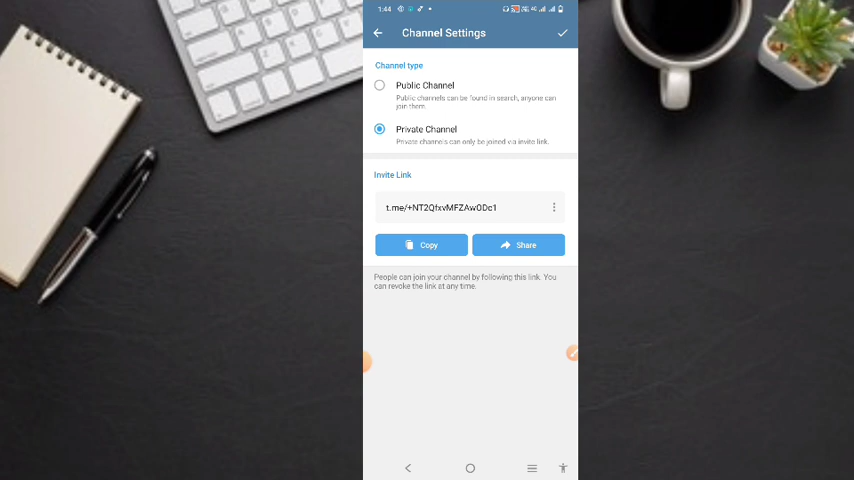 1:44
Channel Settings
Channel type
Public Channel
Public channels can be found in search, anyone can
join them.
Private Channel
Private channels can only be joined via invite link.
Invite Link
t.me/+NT2QfxvMFZAw0Dc1
Copy
Share
People can join your channel by following this link. You
can revoke the link at any time.